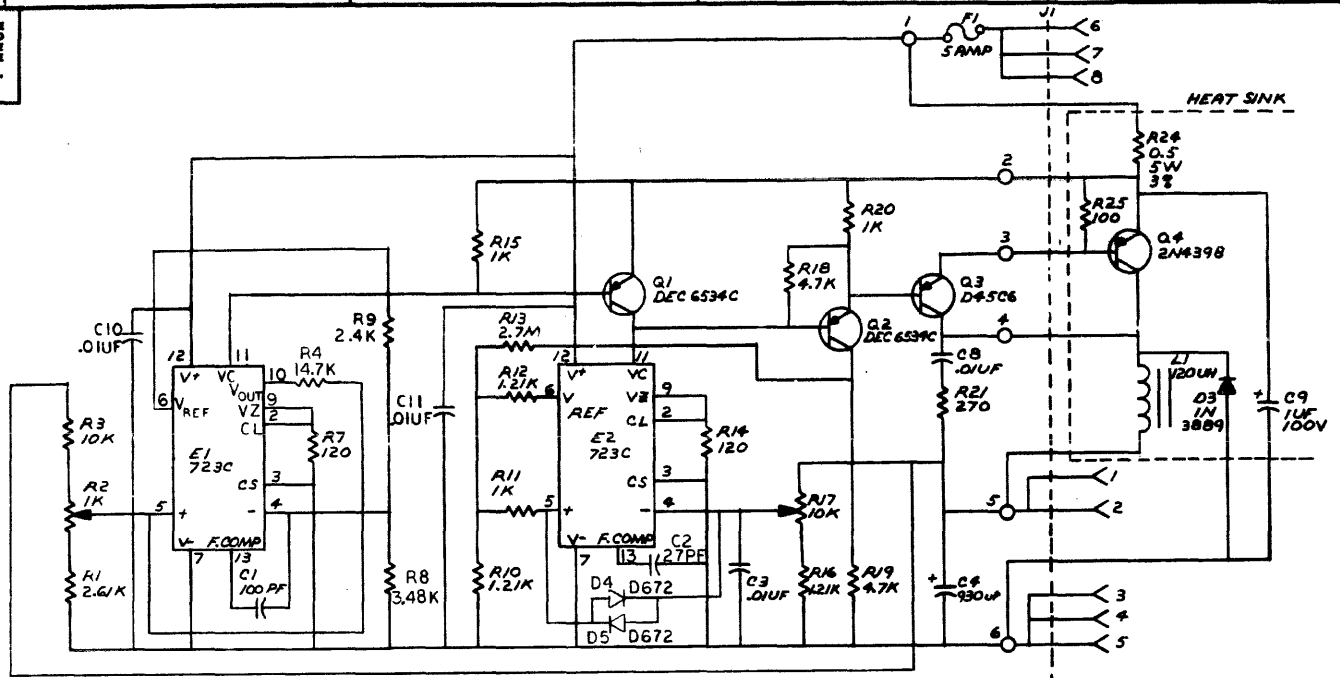 1
F1
5 AMP
J1
6
7
8
HEAT SINK
R24
0.5
5W
3%
2
R25
100
R20
1K
R15
1K
3
Q4
2N4398
R18
4.7K
Q3
D45C6
Q1
DEC 6534C
Q2
DEC 6534C
4
R9
2.4K
R13
2.7M
C10
.01UF
12
11
R4
14.7K
10
V+
VC
VOUT
9
VZ
2
CL
6
VREF
R12
1.21K
6
C11
.01UF
12
11
V+
VC
V
REF
9
VZ
CL
2
C8
.01UF
R21
270
L1
120UH
D3
1N
3889
+
C9
1UF
100V
R3
10K
R7
120
E1
723C
E2
723C
R14
120
R2
1K
CS
3
R11
1K
CS
3
5
+
-
4
5
+
-
4
R17
10K
5
1
2
V-
F.COMP
7
13
C1
100PF
V-
F.COMP
7
13
C2
27PF
R1
2.61K
R8
3.48K
R10
1.21K
D4
D672
D5
D672
C3
.01UF
R16
1.21K
R19
4.7K
+
C4
930UF
6
3
4
5